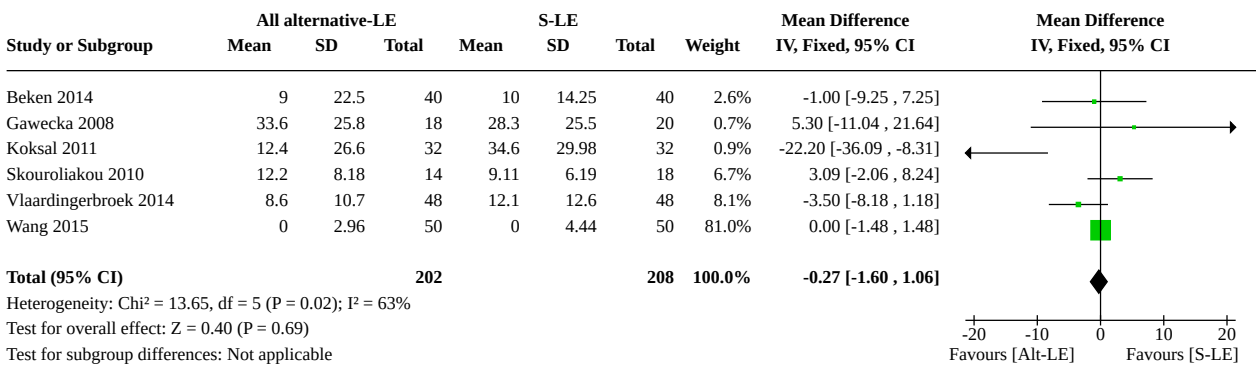 All alternative-LE S-LE Mean Difference Mean Difference
Study or Subgroup Mean SD Total Mean SD Total Weight IV, Fixed, 95% CI IV, Fixed, 95% CI
Beken 2014 9 22.5 40 10 14.25 40 2.6% -1.00 [-9.25 , 7.25]
Gawecka 2008 33.6 25.8 18 28.3 25.5 20 0.7% 5.30 [-11.04 , 21.64]
Koksal 2011 12.4 26.6 32 34.6 29.98 32 0.9% -22.20 [-36.09 , -8.31]
Skouroliakou 2010 12.2 8.18 14 9.11 6.19 18 6.7% 3.09 [-2.06 , 8.24]
Vlaardingerbroek 2014 8.6 10.7 48 12.1 12.6 48 8.1% -3.50 [-8.18 , 1.18]
Wang 2015 0 2.96 50 0 4.44 50 81.0% 0.00 [-1.48 , 1.48]
Total (95% CI) 202 208 100.0% -0.27 [-1.60 , 1.06]
Heterogeneity: Chi² = 13.65, df = 5 (P = 0.02); I² = 63%
Test for overall effect: Z = 0.40 (P = 0.69)
Test for subgroup differences: Not applicable
-20 -10 0 10 20
Favours [Alt-LE] Favours [S-LE]